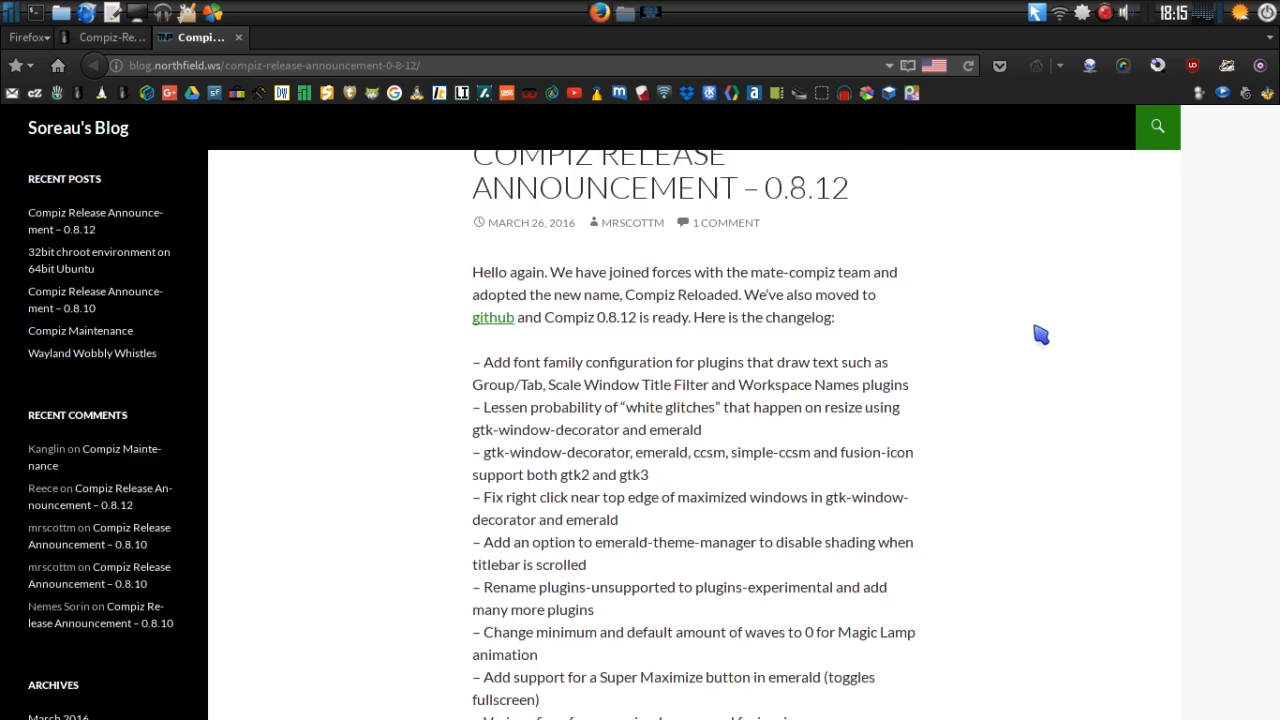 18:15
Firefox
Compiz-Re...
Compi...
blog.northfield.ws/compiz-release-announcement-0-8-12/
Soreau's Blog
RECENT POSTS
Compiz Release Announce-
ment – 0.8.12
32bit chroot environment on
64bit Ubuntu
Compiz Release Announce-
ment – 0.8.10
Compiz Maintenance
Wayland Wobbly Whistles
RECENT COMMENTS
Kanglin on Compiz Mainte-
nance
Reece on Compiz Release An-
nouncement – 0.8.12
mrscottm on Compiz Release
Announcement – 0.8.10
mrscottm on Compiz Release
Announcement – 0.8.10
Nemes Sorin on Compiz Re-
lease Announcement – 0.8.10
ARCHIVES
March 2016
COMPIZ RELEASE
ANNOUNCEMENT – 0.8.12
MARCH 26, 2016 MRSCOTTM 1 COMMENT
Hello again. We have joined forces with the mate-compiz team and
adopted the new name, Compiz Reloaded. We've also moved to
github and Compiz 0.8.12 is ready. Here is the changelog:
– Add font family configuration for plugins that draw text such as
Group/Tab, Scale Window Title Filter and Workspace Names plugins
– Lessen probability of “white glitches” that happen on resize using
gtk-window-decorator and emerald
– gtk-window-decorator, emerald, ccsm, simple-ccsm and fusion-icon
support both gtk2 and gtk3
– Fix right click near top edge of maximized windows in gtk-window-
decorator and emerald
– Add an option to emerald-theme-manager to disable shading when
titlebar is scrolled
– Rename plugins-unsupported to plugins-experimental and add
many more plugins
– Change minimum and default amount of waves to 0 for Magic Lamp
animation
– Add support for a Super Maximize button in emerald (toggles
fullscreen)